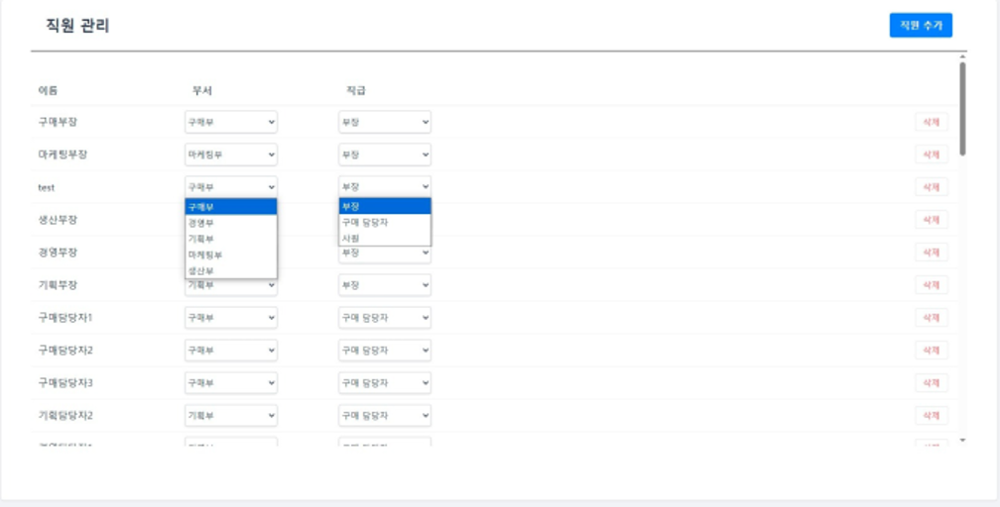 직원 관리
직원 추가
이름 부서 직급
구매부장 구매부 부장 삭제
마케팅부장 마케팅부 부장 삭제
test 구매부 부장 삭제
구매부 부장
경영부 구매 담당자
기획부 사원
마케팅부
생산부
생산부장 삭제
경영부장 부장 삭제
기획부장 기획부 부장 삭제
구매담당자1 구매부 구매 담당자 삭제
구매담당자2 구매부 구매 담당자 삭제
구매담당자3 구매부 구매 담당자 삭제
기획담당자2 기획부 구매 담당자 삭제